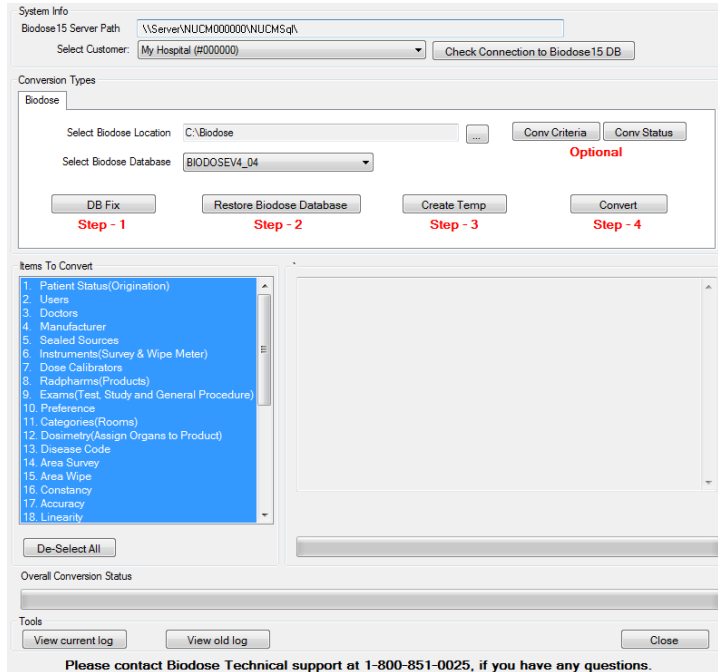 System Info
Biodose15 Server Path \\Server\NUCM000000\NUCMSql\
Select Customer: My Hospital (#000000) Check Connection to Biodose15 DB
Conversion Types
Biodose
Select Biodose Location C:\Biodose ... Conv Criteria Conv Status
Optional
Select Biodose Database BIODOSEV4_04
DB Fix Restore Biodose Database Create Temp Convert
Step - 1 Step - 2 Step - 3 Step - 4
Items To Convert
1. Patient Status(Origination)
2. Users
3. Doctors
4. Manufacturer
5. Sealed Sources
6. Instruments(Survey & Wipe Meter)
7. Dose Calibrators
8. Radpharms(Products)
9. Exams(Test, Study and General Procedure)
10. Preference
11. Categories(Rooms)
12. Dosimetry(Assign Organs to Product)
13. Disease Code
14. Area Survey
15. Area Wipe
16. Constancy
17. Accuracy
18. Linearity
De-Select All
Overall Conversion Status
Tools
View current log View old log Close
Please contact Biodose Technical support at 1-800-851-0025, if you have any questions.